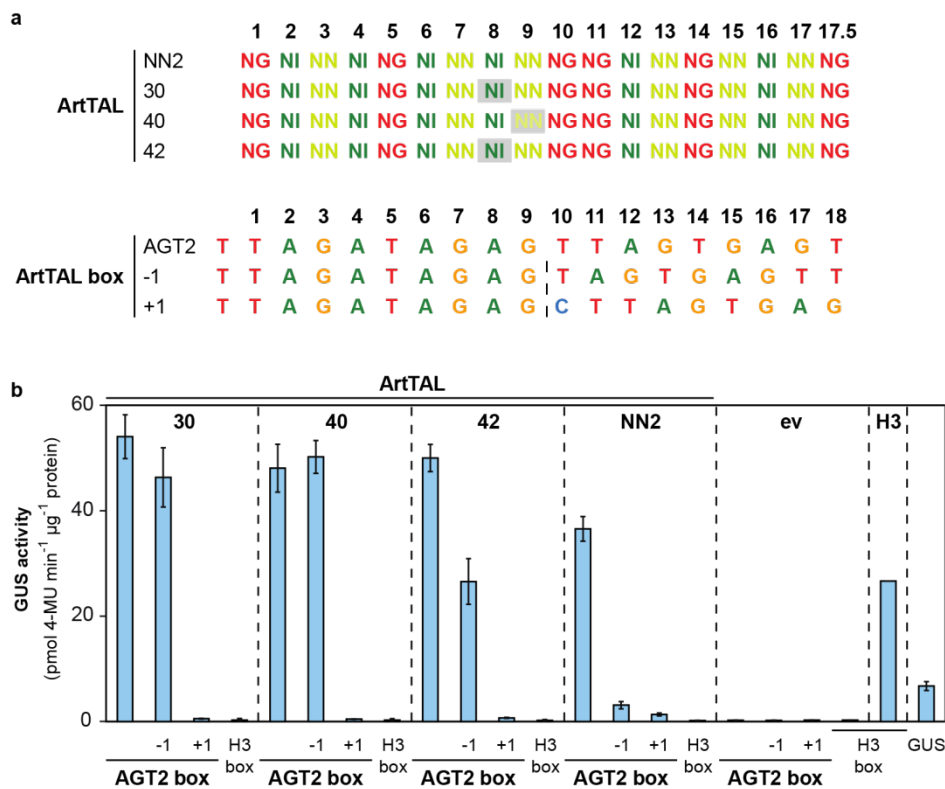 a
1 2 3 4 5 6 7 8 9 10 11 12 13 14 15 16 17 17.5
ArtTAL
NN2 NG NI NN NI NG NI NN NI NN NG NG NI NN NG NN NI NN NG
30 NG NI NN NI NG NI NN NI NN NG NG NI NN NG NN NI NN NG
40 NG NI NN NI NG NI NN NI NN NG NG NI NN NG NN NI NN NG
42 NG NI NN NI NG NI NN NI NN NG NG NI NN NG NN NI NN NG
1 2 3 4 5 6 7 8 9 10 11 12 13 14 15 16 17 18
ArtTAL box
AGT2 T T A G A T A G A G T T A G T G A G T
-1 T T A G A T A G A G T A G T G A G T T
+1 T T A G A T A G A G C T T A G T G A G
b
ArtTAL
30 40 42 NN2 ev H3
GUS activity
(pmol 4-MU min⁻¹ µg⁻¹ protein)
60
40
20
0
-1 +1 H3 box
AGT2 box
-1 +1 H3 box
AGT2 box
-1 +1 H3 box
AGT2 box
-1 +1 H3 box
AGT2 box
-1 +1
AGT2 box
H3 box
GUS